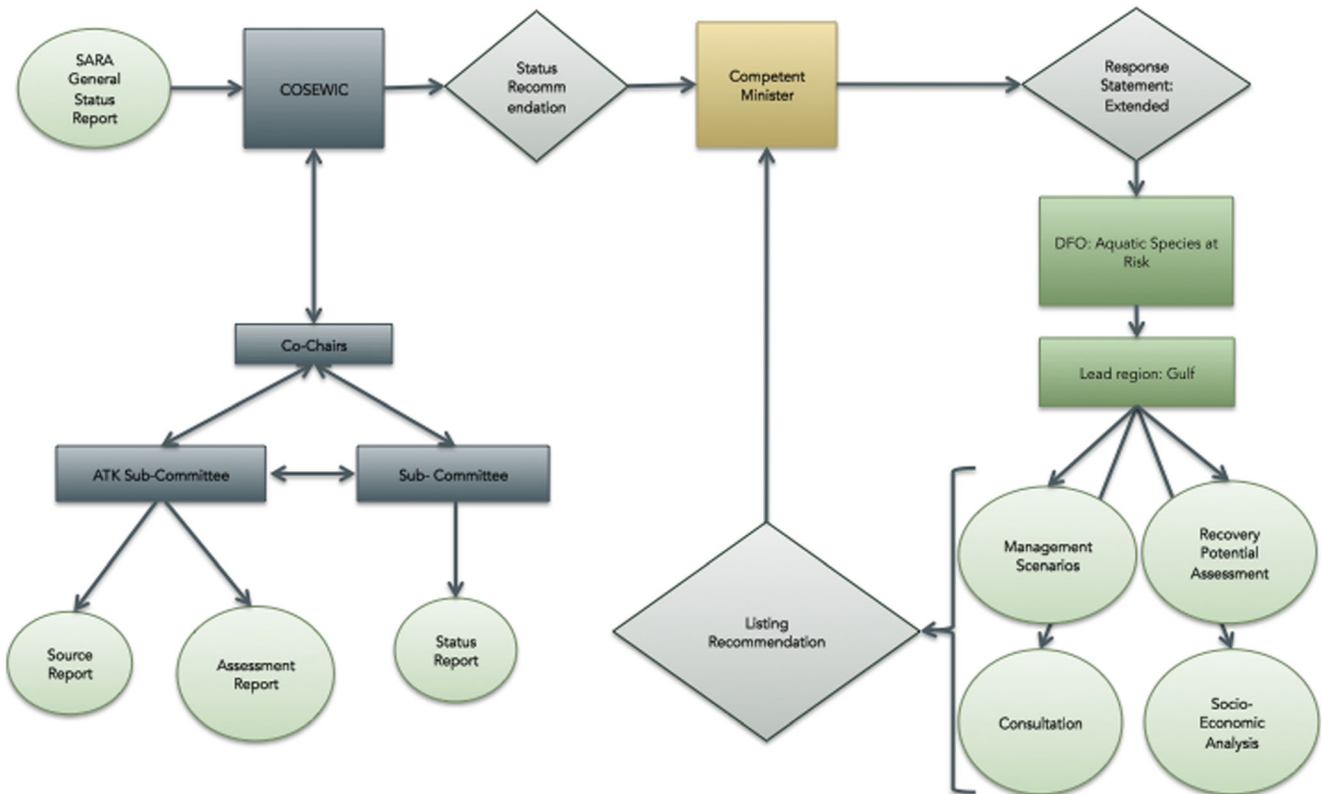 SARA
General
Status
Report
COSEWIC
Status
Recomm
endation
Competent
Minister
Response
Statement:
Extended
DFO: Aquatic Species at
Risk
Lead region: Gulf
Co-Chairs
ATK Sub-Committee
Sub- Committee
Source
Report
Assessment
Report
Status
Report
Listing
Recommendation
Management
Scenarios
Recovery
Potential
Assessment
Consultation
Socio-
Economic
Analysis